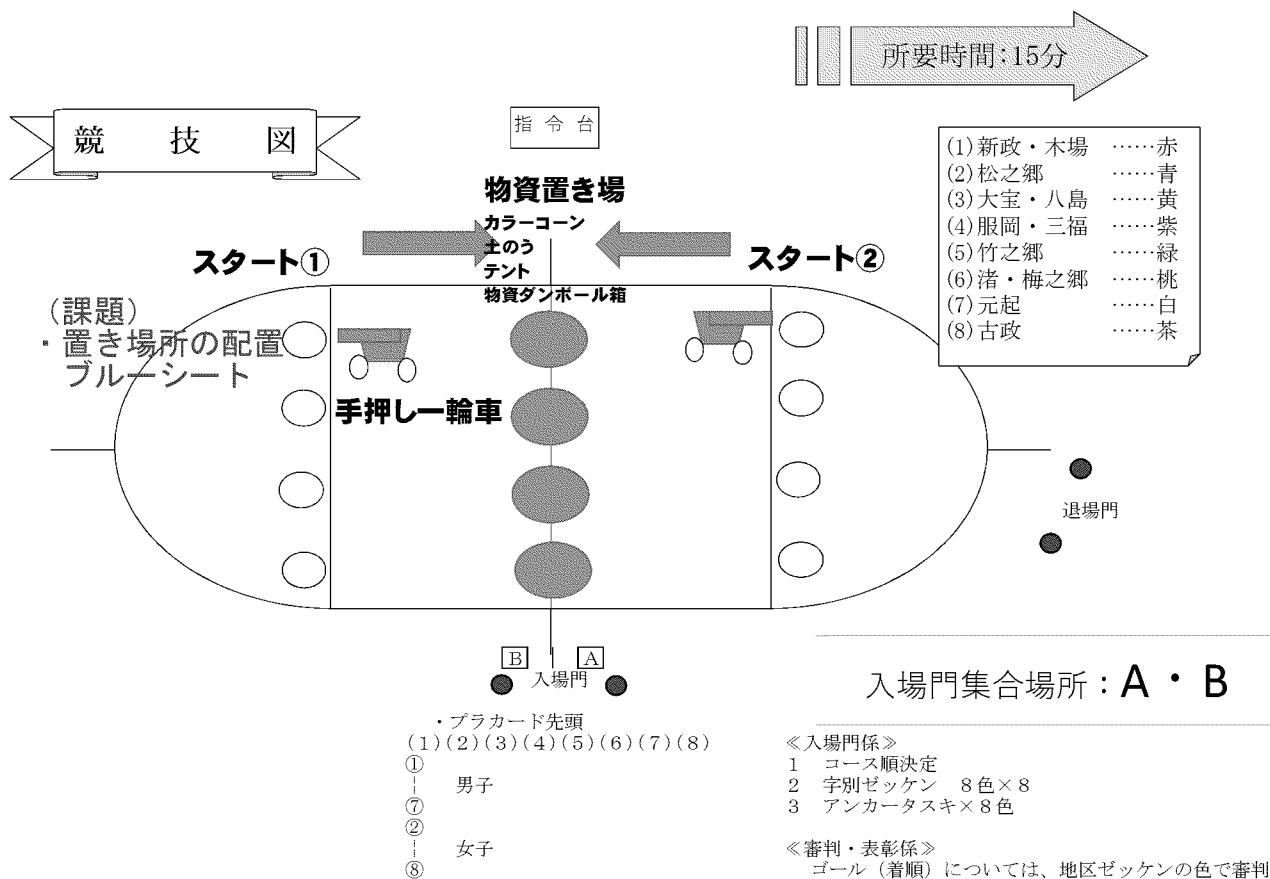 所要時間：15分
競技図
指令台
物資置き場
カラーコーン
土のう
テント
物資ダンボール箱
スタート①
スタート②
(1)新政・木場　……赤
(2)松之郷　……青
(3)大宝・八島　……黄
(4)服岡・三福　……紫
(5)竹之郷　……緑
(6)渚・梅之郷　……桃
(7)元起　……白
(8)古政　……茶
（課題）
・置き場所の配置
ブルーシート
手押し一輪車
退場門
B
A
入場門
入場門集合場所：A・B
・プラカード先頭
(1)(2)(3)(4)(5)(6)(7)(8)
①
男子
⑦
②
女子
⑧
≪入場門係≫
1　コース順決定
2　字別ゼッケン　8色×8
3　アンカータスキ×8色
≪審判・表彰係≫
ゴール（着順）については、地区ゼッケンの色で審判